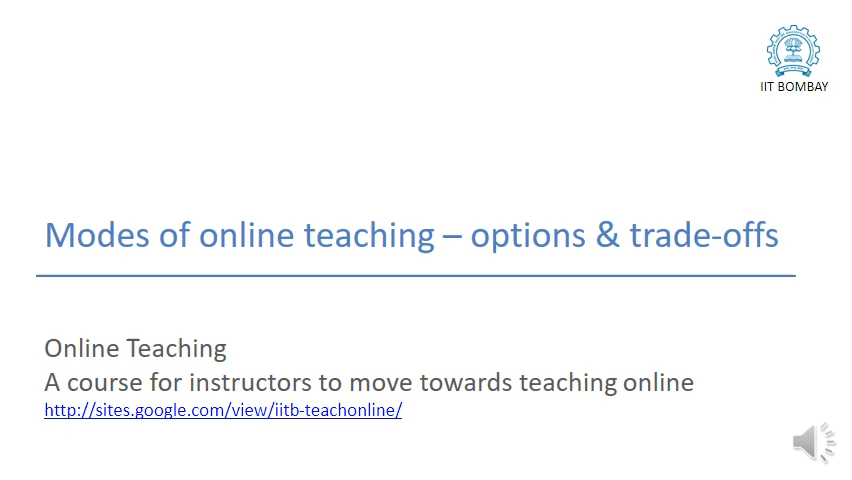 IIT BOMBAY
Modes of online teaching – options & trade-offs
Online Teaching
A course for instructors to move towards teaching online
http://sites.google.com/view/iitb-teachonline/